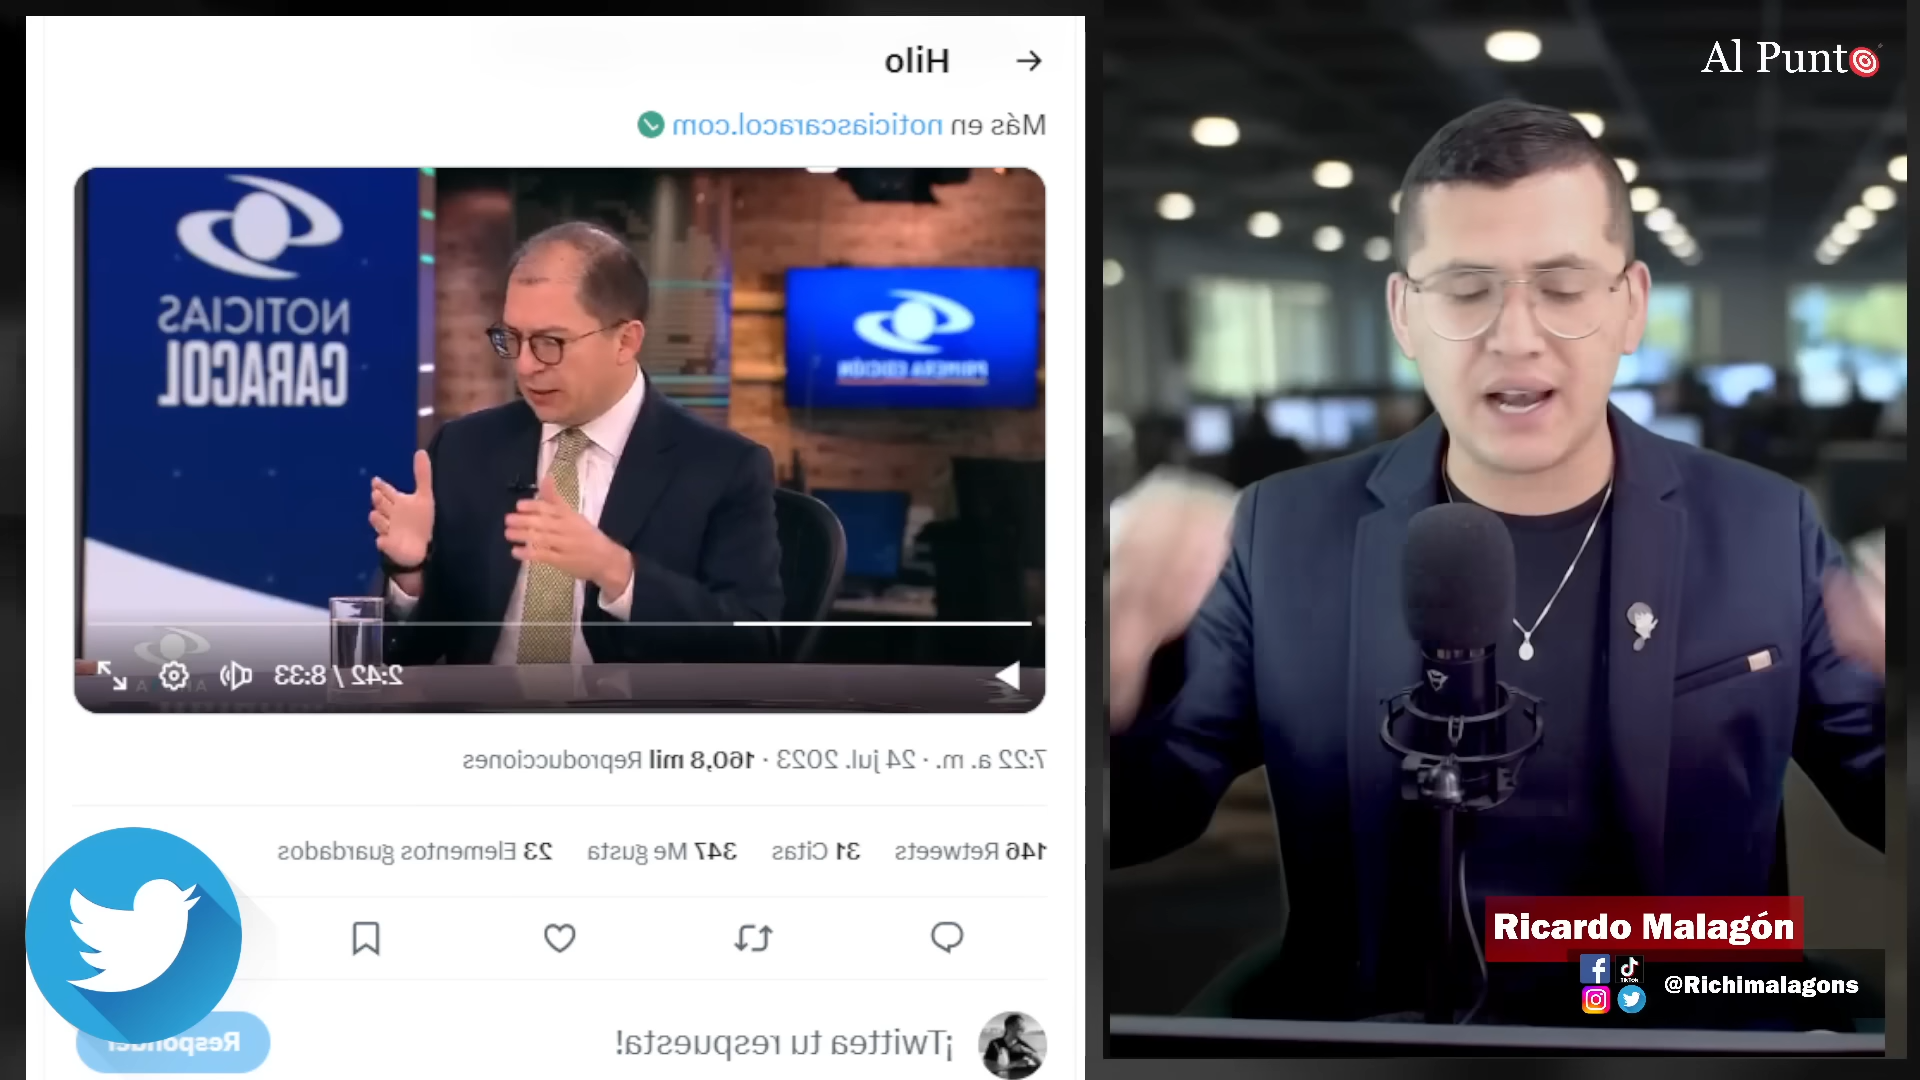 Hilo
Más en noticiascaracol.com
NOTICIAS
CARACOL
PRIMERA EDICIÓN
2:42 / 8:33
7:22 a. m. · 24 jul. 2023 · 160,8 mil Reproducciones
146 Retweets 31 Citas 347 Me gusta 23 Elementos guardados
¡Twittea tu respuesta!
Responder
Al Punto
Ricardo Malagón
@Richimalagons